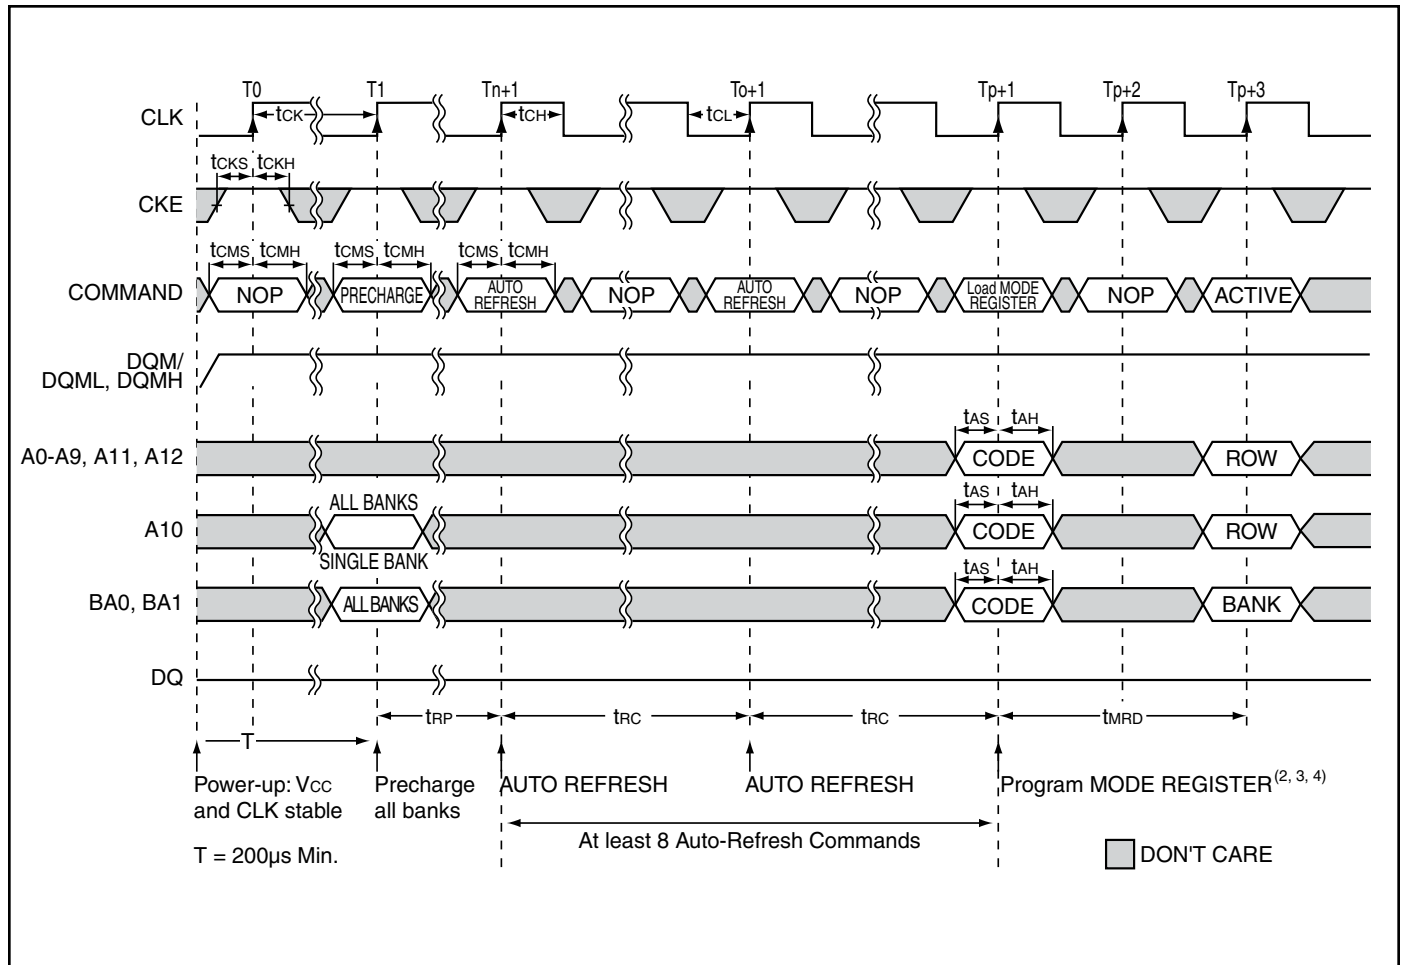 T0 T1 Tn+1 To+1 Tp+1 Tp+2 Tp+3
CLK tCK tCH tCL
tCKS tCKH
CKE
tCMS tCMH tCMS tCMH tCMS tCMH
COMMAND NOP PRECHARGE AUTO REFRESH NOP AUTO REFRESH NOP Load MODE REGISTER NOP ACTIVE
DQM/
DQML, DQMH
tAS tAH
A0-A9, A11, A12 CODE ROW
ALL BANKS tAS tAH
A10 CODE ROW
SINGLE BANK tAS tAH
BA0, BA1 ALL BANKS CODE BANK
DQ
tRP tRC tRC tMRD
T
Power-up: VCC Precharge AUTO REFRESH AUTO REFRESH Program MODE REGISTER(2, 3, 4)
and CLK stable all banks
At least 8 Auto-Refresh Commands
T = 200µs Min. DON'T CARE